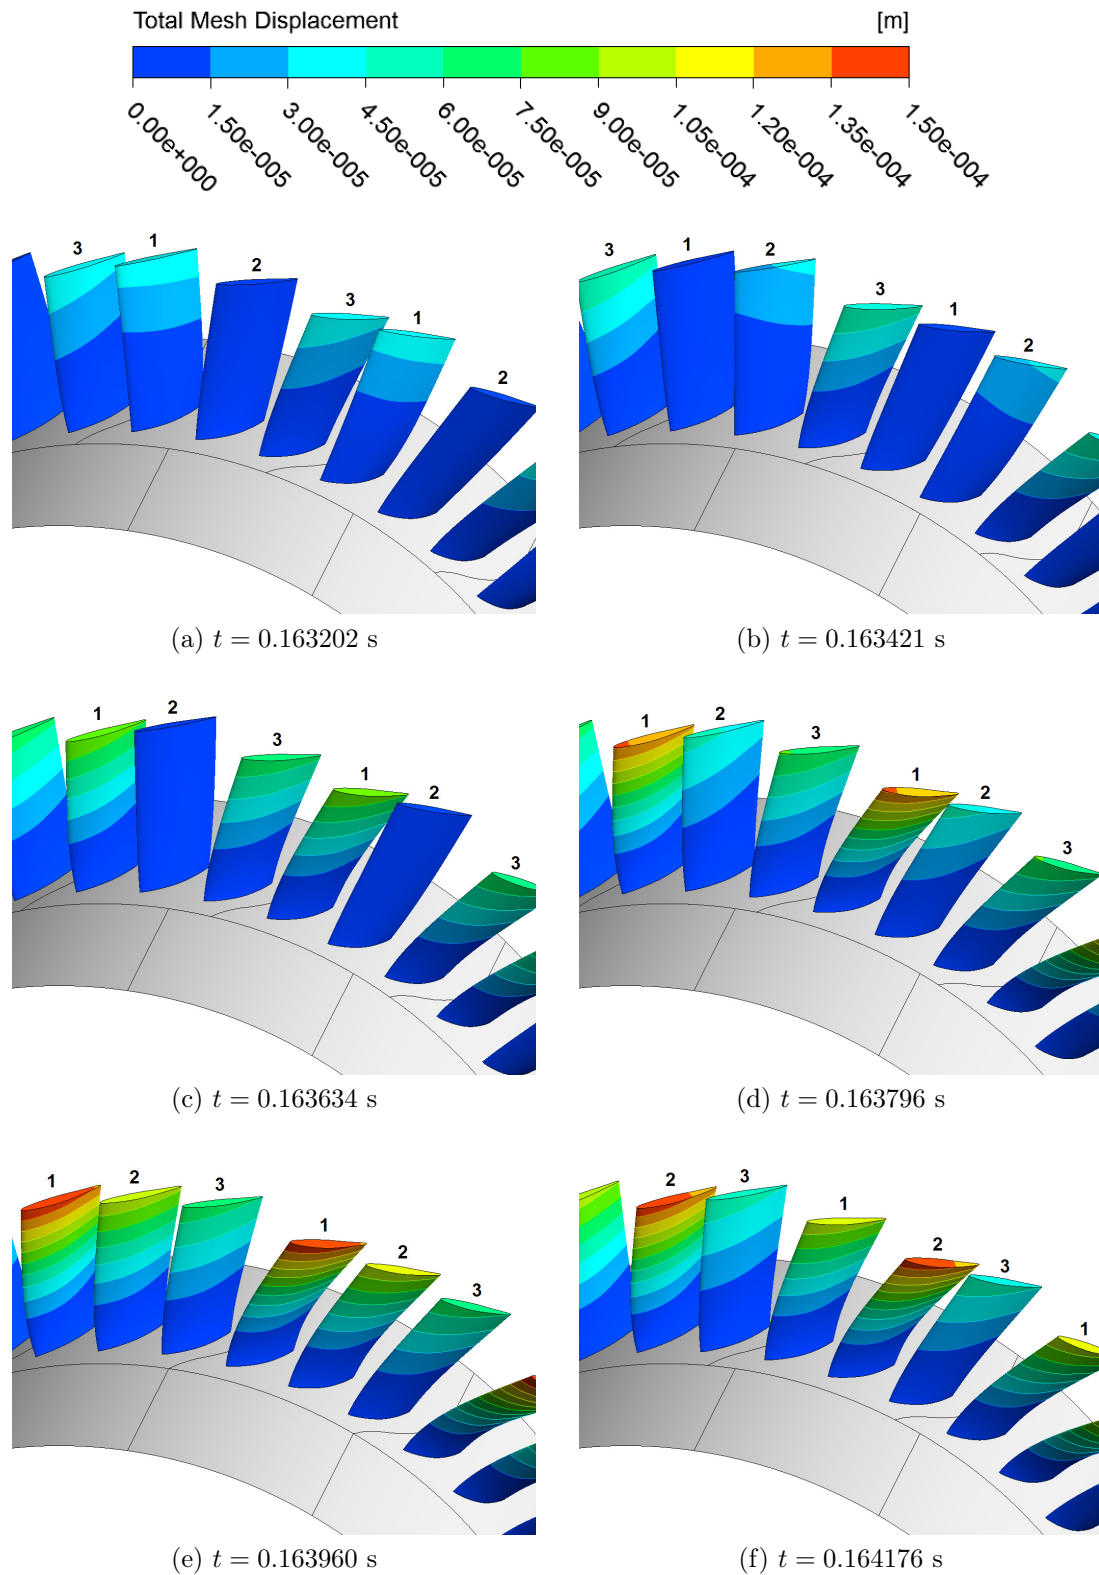 Total Mesh Displacement [m]
0.00e+000 1.50e-005 3.00e-005 4.50e-005 6.00e-005 7.50e-005 9.00e-005 1.05e-004 1.20e-004 1.35e-004 1.50e-004
3 1 2 3 1 2
3 1 2 3 1 2
(a) t = 0.163202 s (b) t = 0.163421 s
1 2 3 1 2 3
1 2 3 1 2 3
(c) t = 0.163634 s (d) t = 0.163796 s
1 2 3 1 2 3
2 3 1 2 3 1
(e) t = 0.163960 s (f) t = 0.164176 s